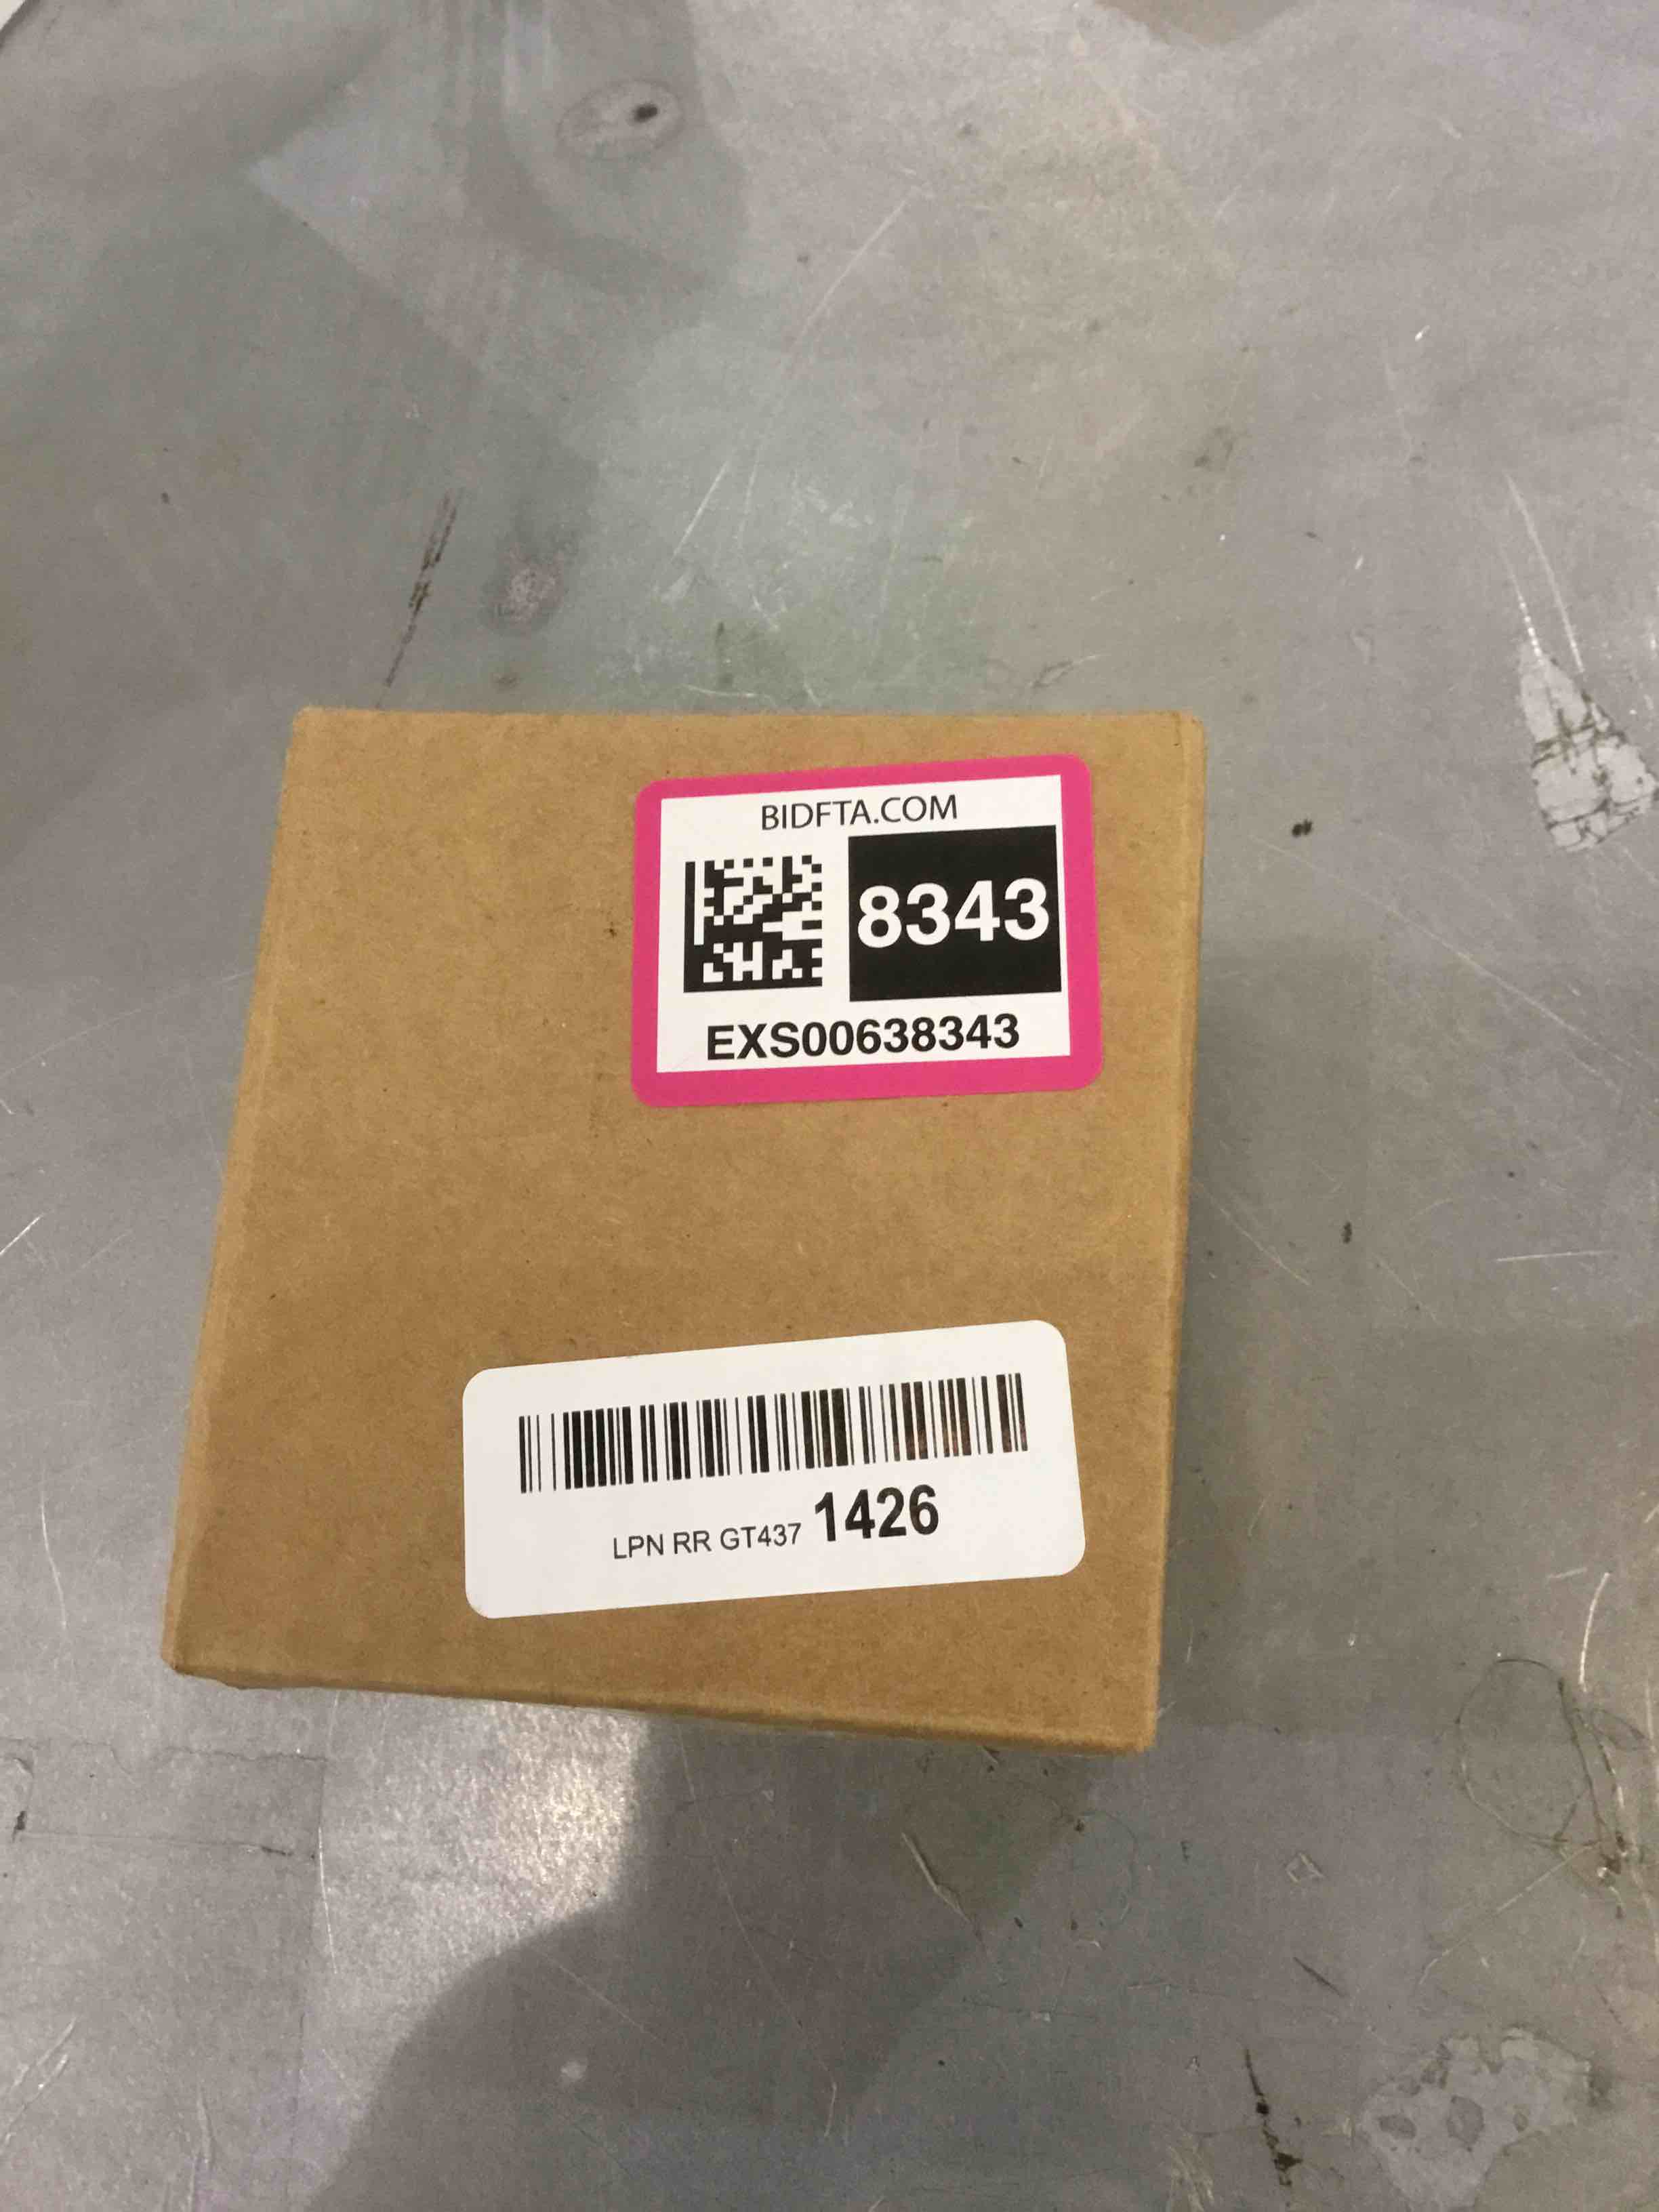 BIDFTA.COM
8343
EXS00638343
LPN RR GT437 1426